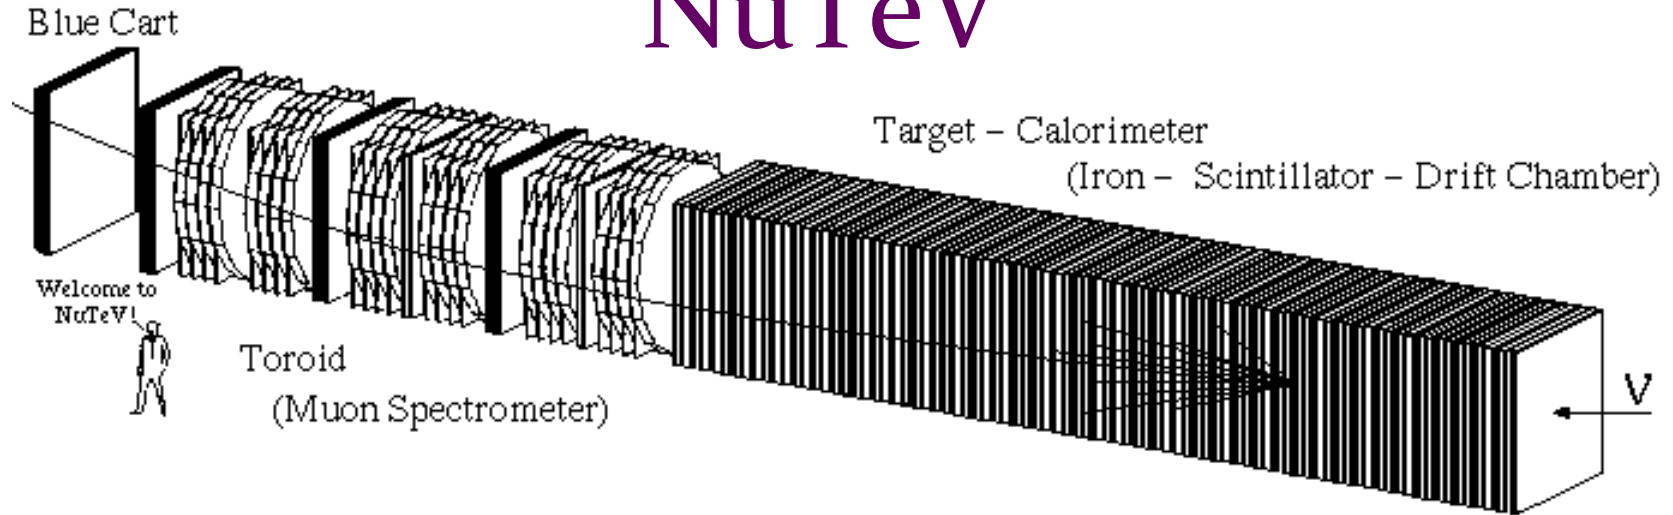 NuTeV
Blue Cart
Target – Calorimeter
(Iron – Scintillator – Drift Chamber)
Welcome to
NuTeV!
Toroid
(Muon Spectrometer)
ν